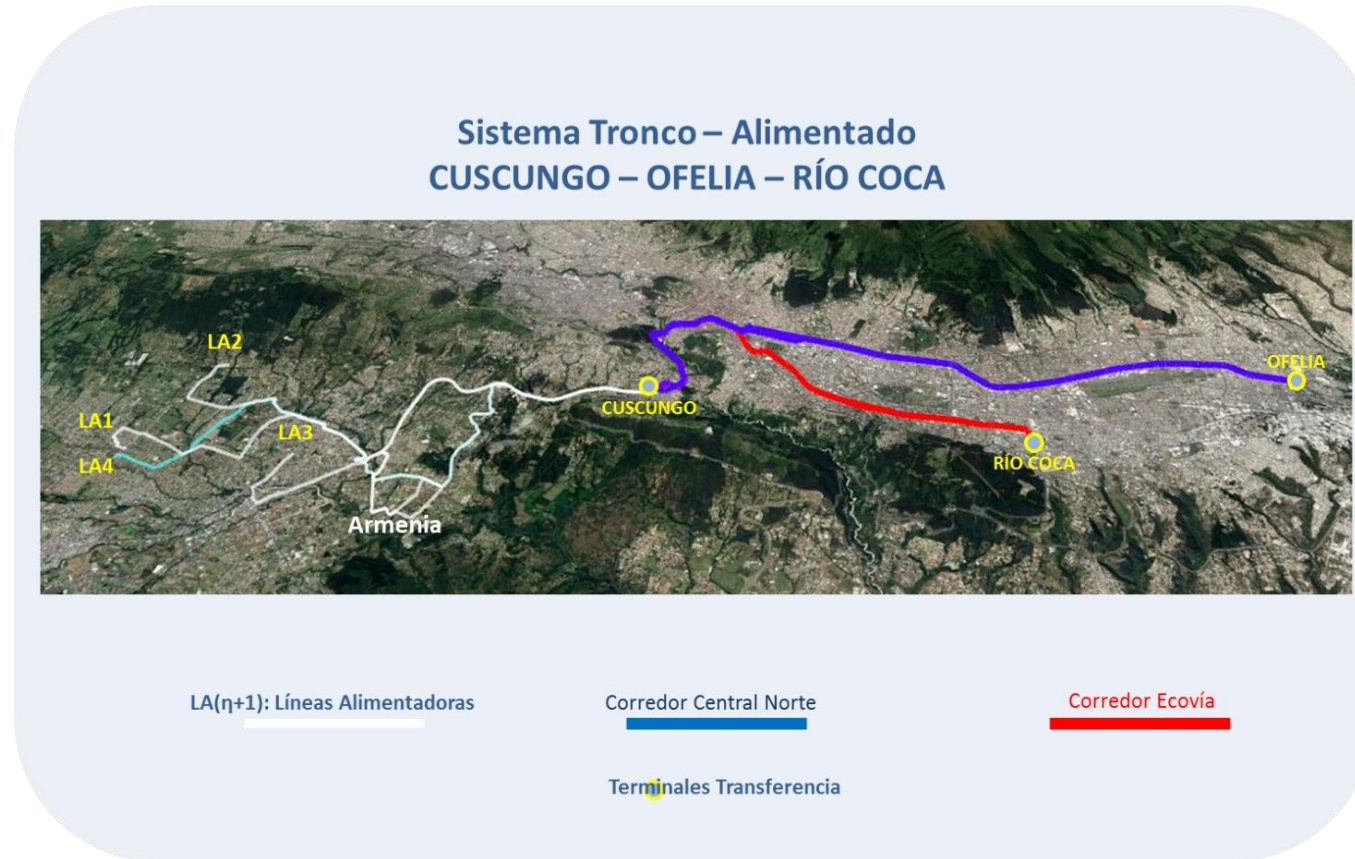 Sistema Tronco – Alimentado
CUSCUNGO – OFELIA – RÍO COCA
LA2
OFELIA
CUSCUNGO
LA1
LA3
LA4
RÍO COCA
Armenia
LA(η+1): Líneas Alimentadoras
Corredor Central Norte
Corredor Ecovía
Terminales Transferencia